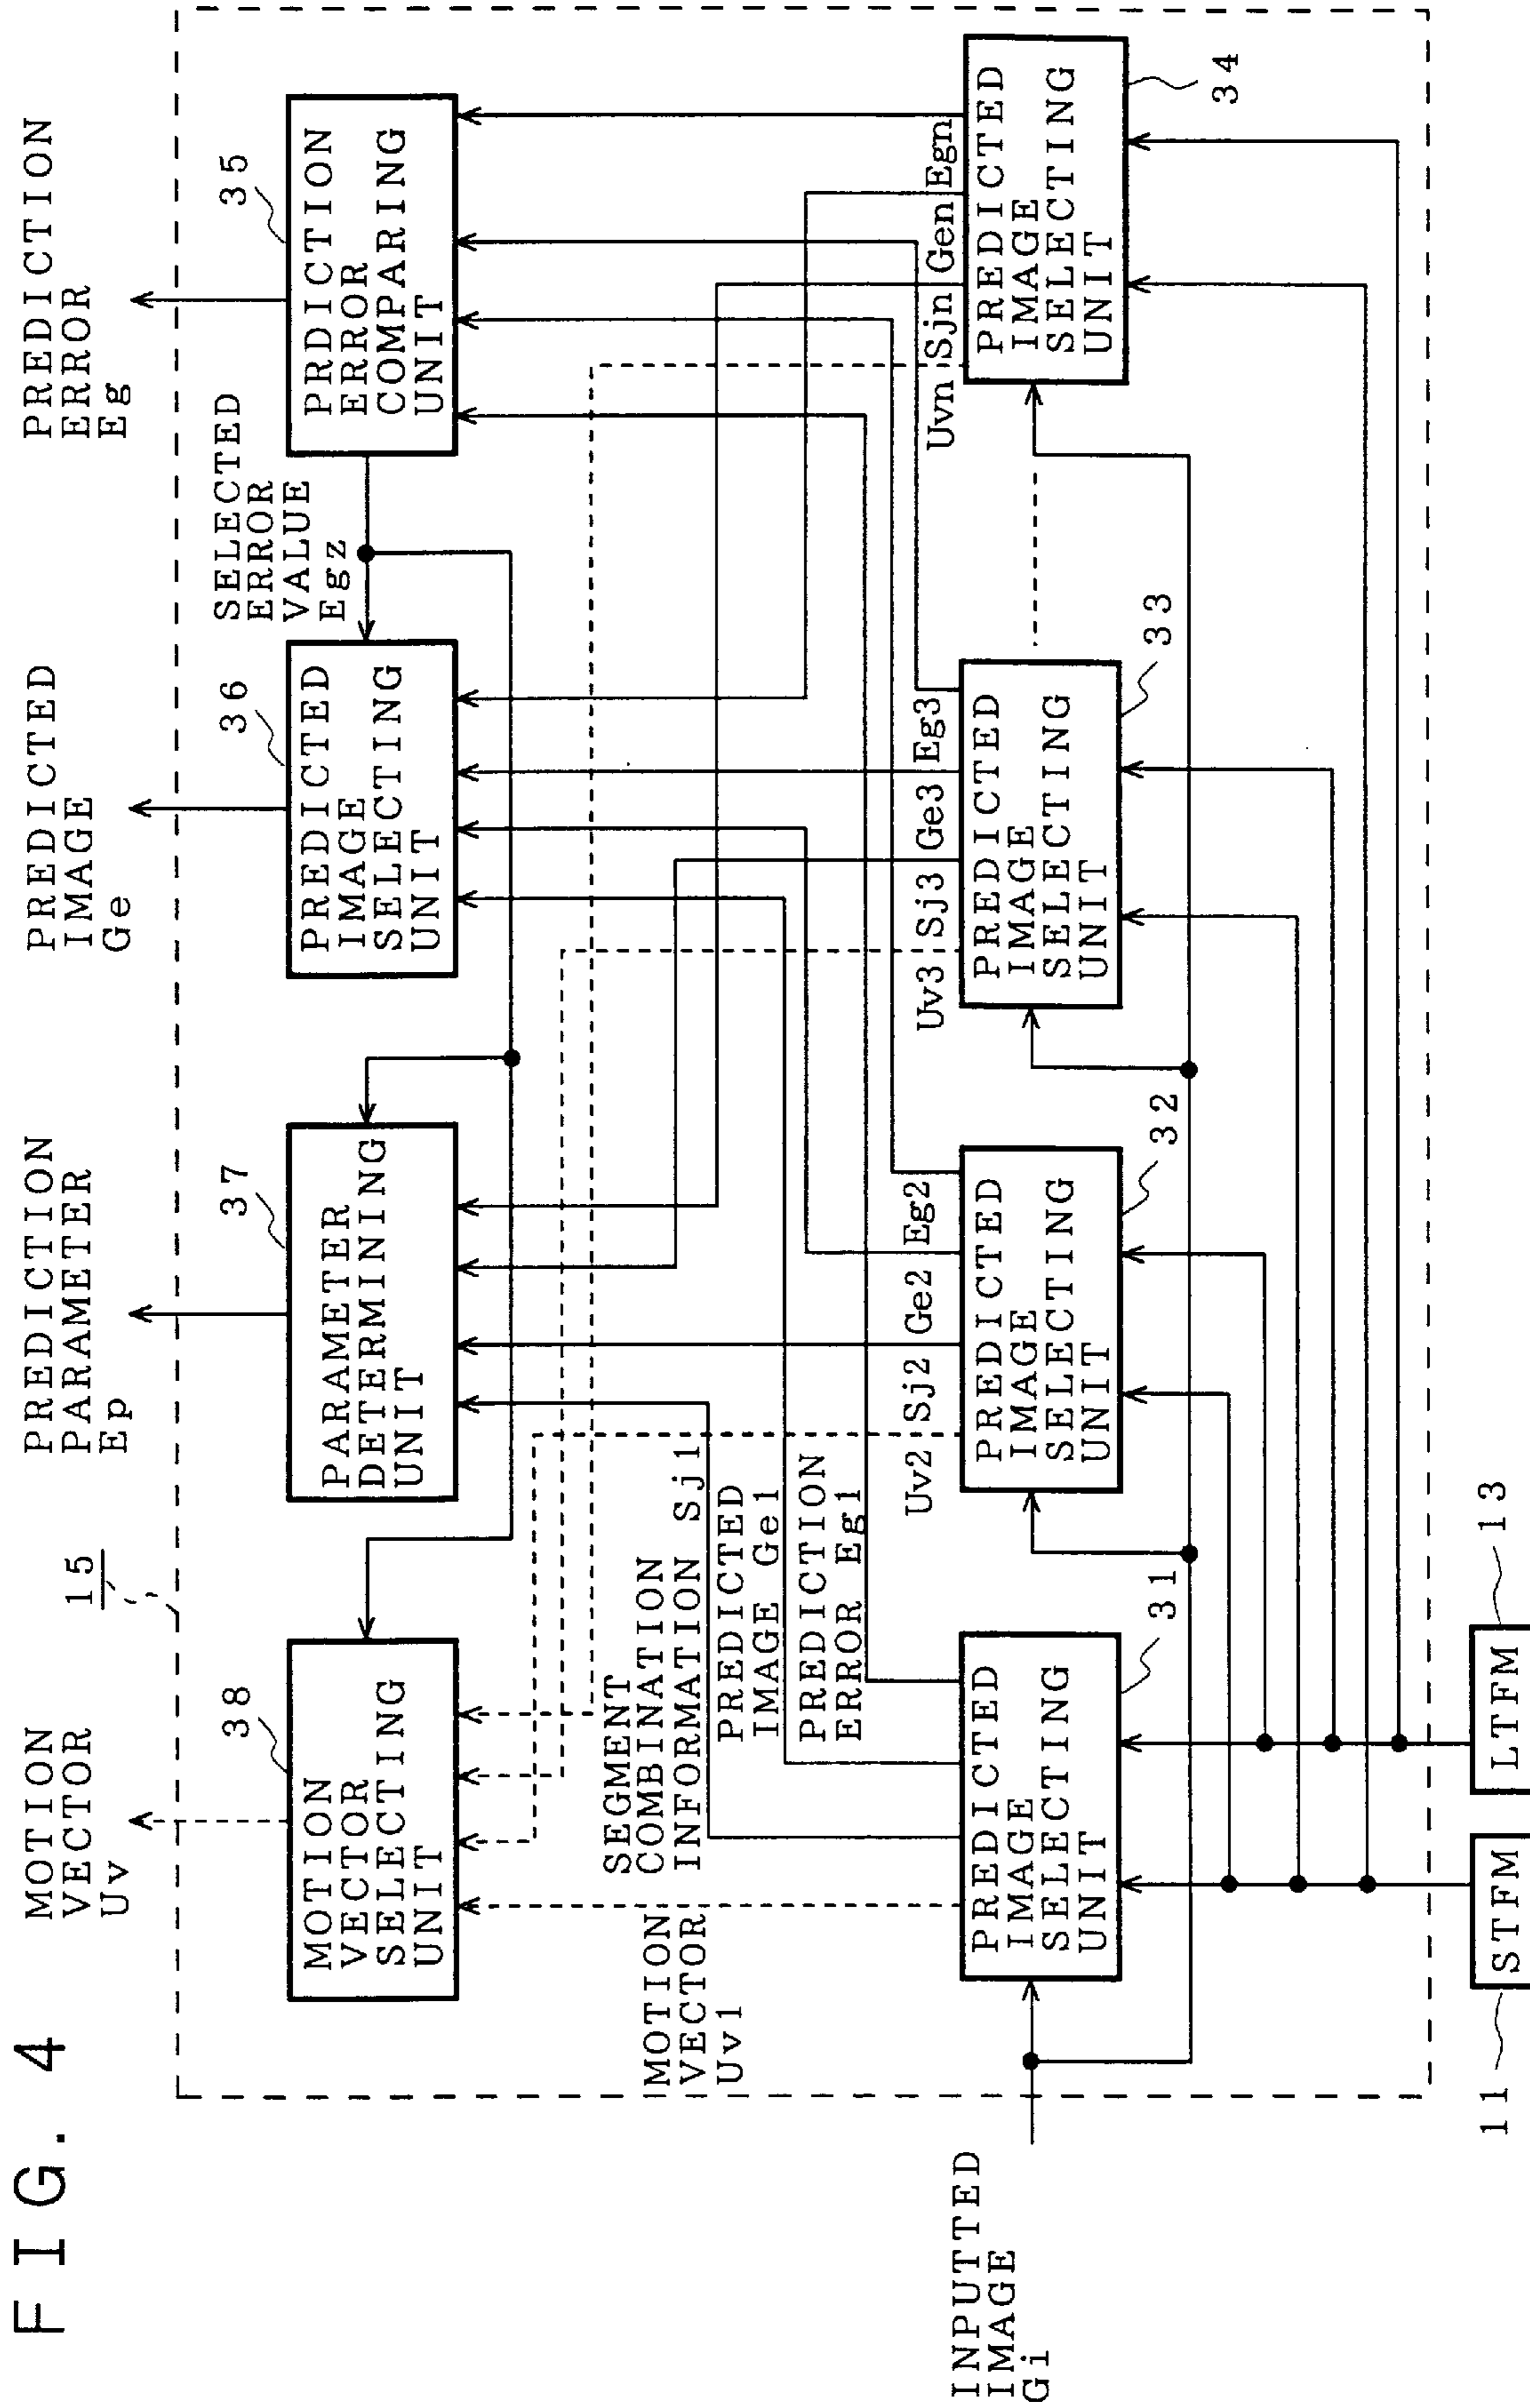 FIG. 4
MOTION
VECTOR
Uv
PREDICTION
PARAMETER
Ep
PREDICTED
IMAGE
Ge
PREDICTION
ERROR
Eg
15
38
MOTION
VECTOR
SELECTING
UNIT
37
PARAMETER
DETERMINING
UNIT
36
PREDICTED
IMAGE
SELECTING
UNIT
SELECTED
ERROR
VALUE
Egz
35
PRDICTION
ERROR
COMPARING
UNIT
MOTION
VECTOR
Uv1
SEGMENT
COMBINATION
INFORMATION Sj1
PREDICTED
IMAGE Ge1
PREDICTION
ERROR Eg1
Uv2 Sj2 Ge2 Eg2
Uv3 Sj3 Ge3 Eg3
Uvn Sjn Gen Egn
INPUTTED
IMAGE
Gi
PREDICTED
IMAGE
SELECTING
UNIT
31
PREDICTED
IMAGE
SELECTING
UNIT
32
PREDICTED
IMAGE
SELECTING
UNIT
33
PREDICTED
IMAGE
SELECTING
UNIT
34
11
STFM
LTFM
13